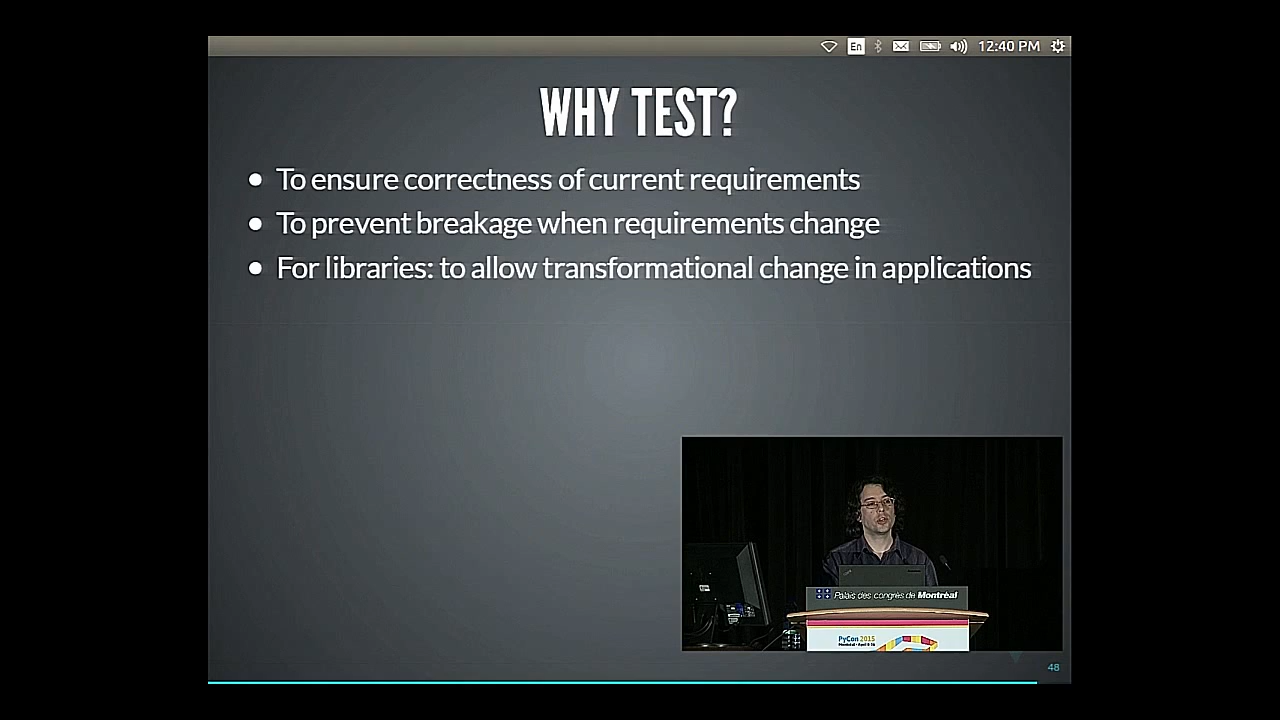 En
12:40 PM
WHY TEST?
To ensure correctness of current requirements
To prevent breakage when requirements change
For libraries: to allow transformational change in applications
Palais des congrès de Montréal
PyCon 2015
48